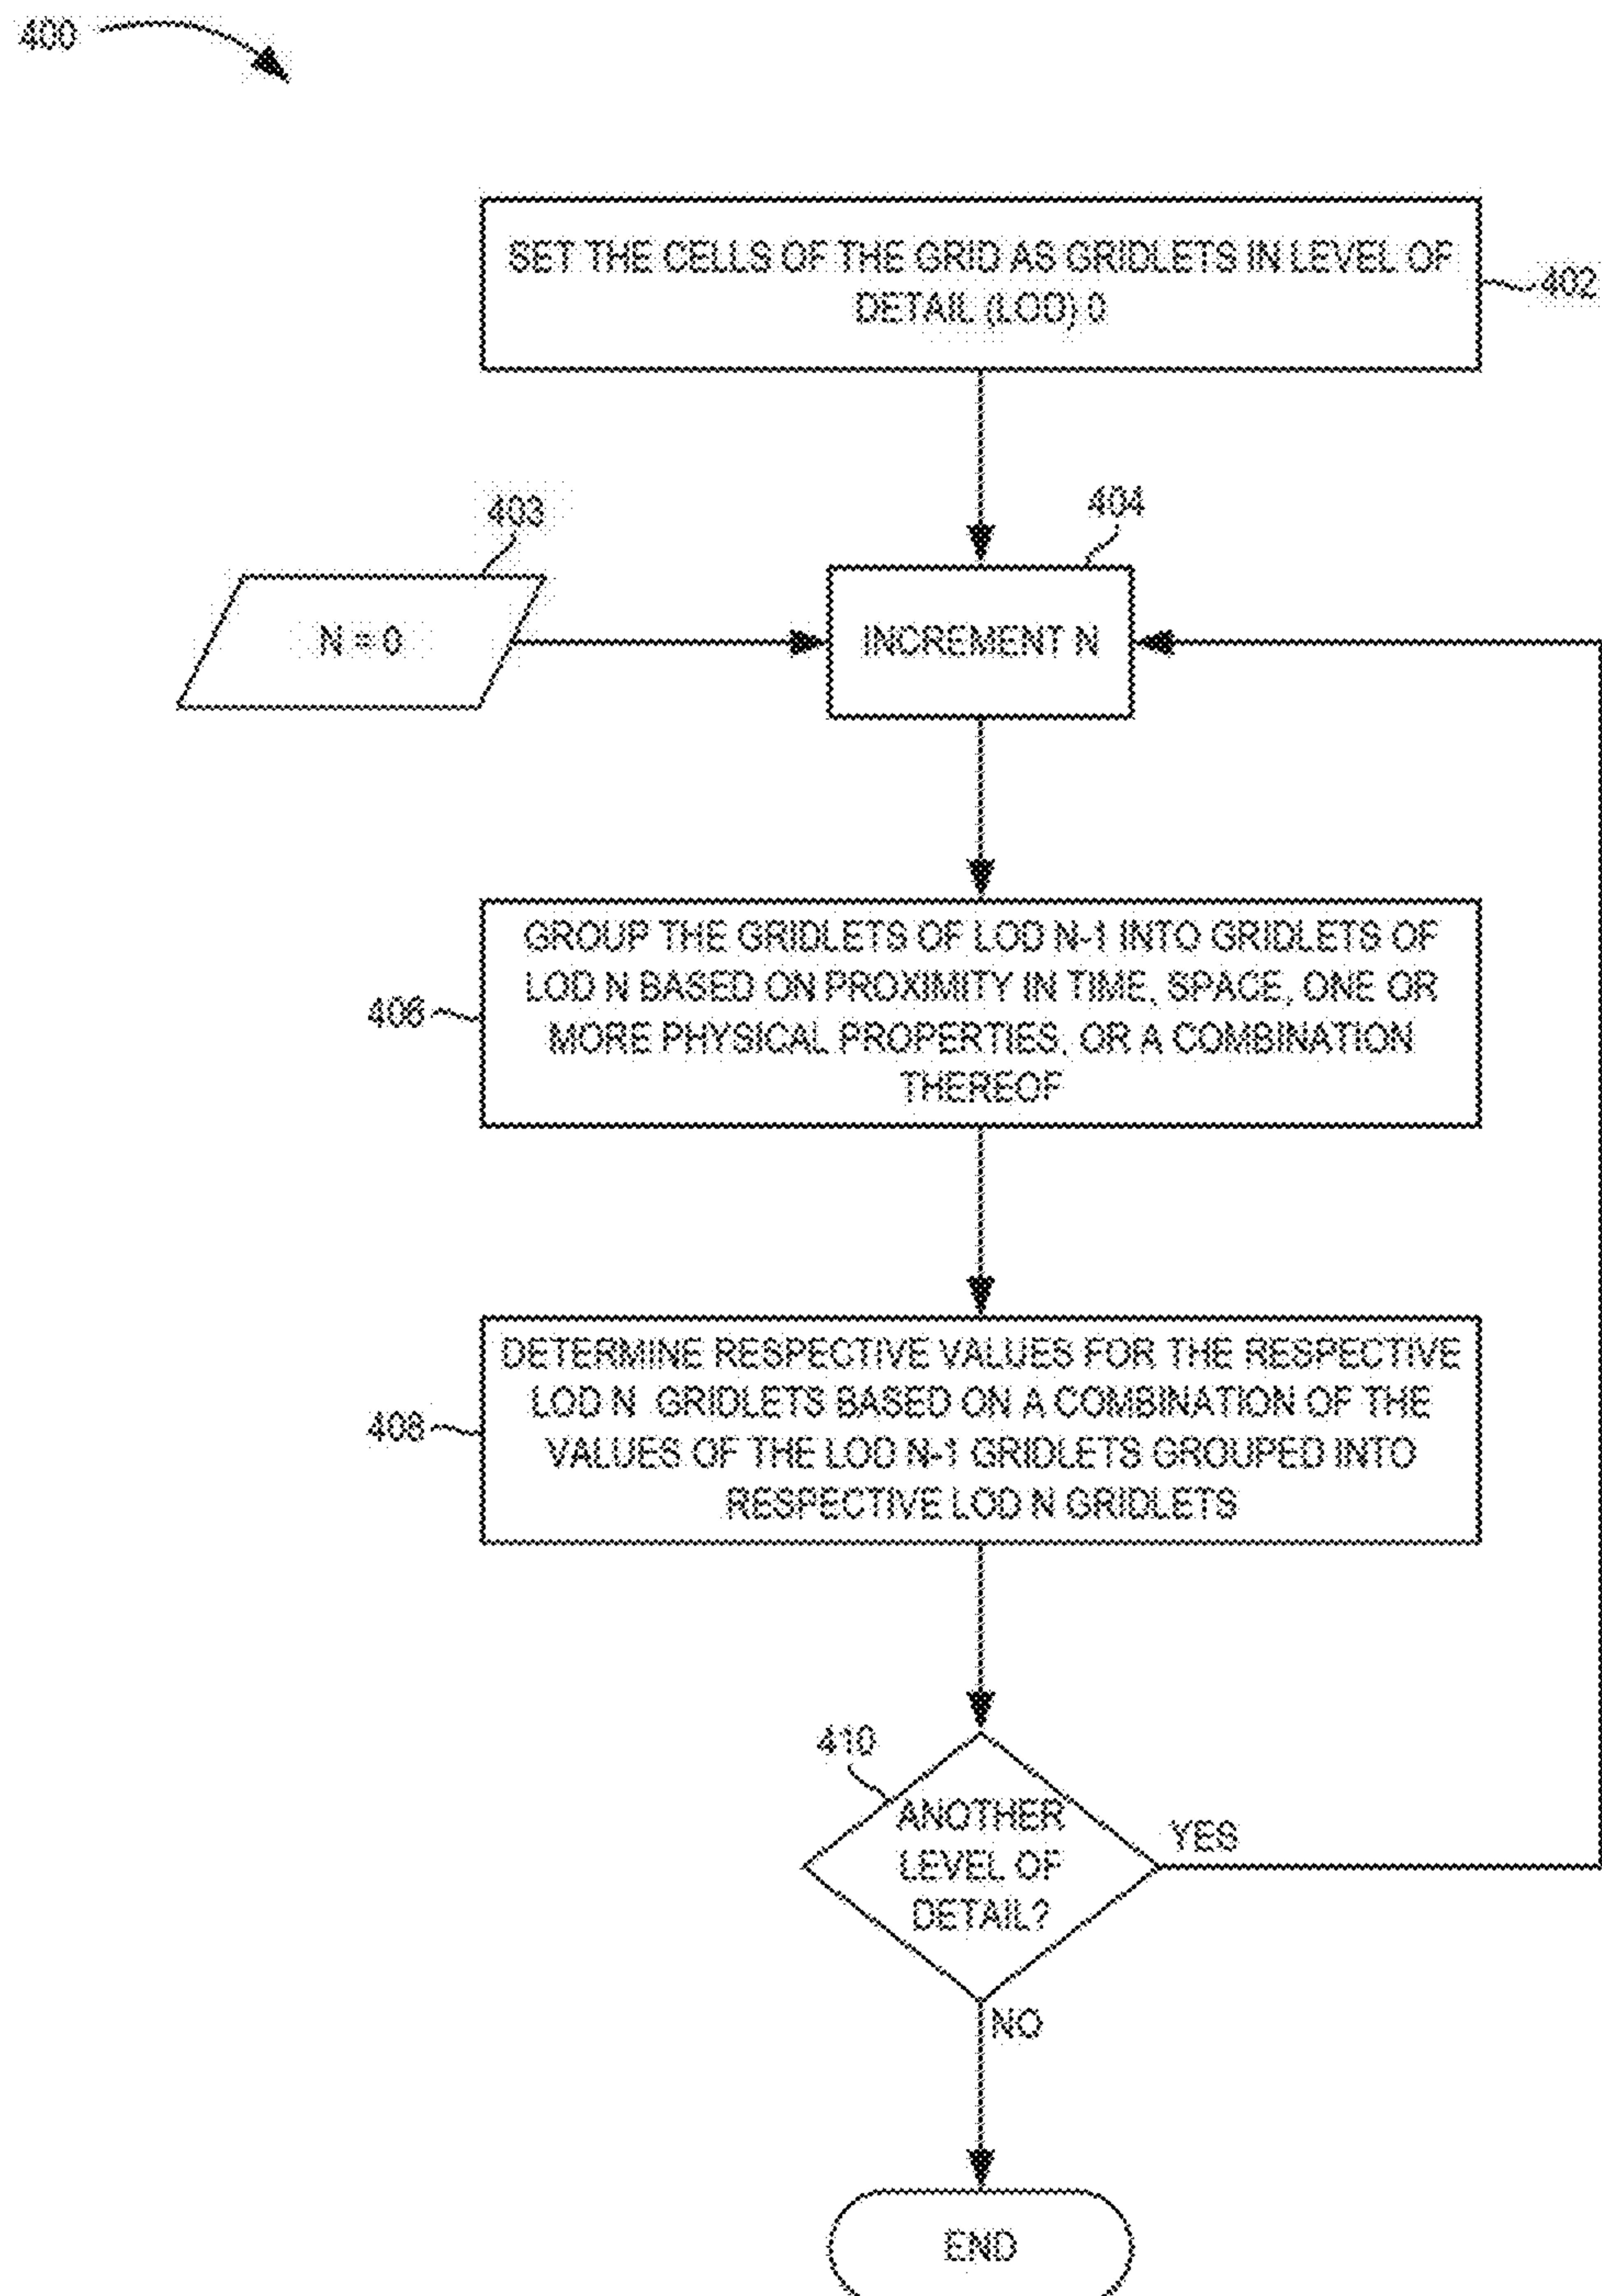 400
SET THE CELLS OF THE GRID AS GRIDLETS IN LEVEL OF
DETAIL (LOD) 0
402
403
404
N = 0
INCREMENT N
GROUP THE GRIDLETS OF LOD N-1 INTO GRIDLETS OF
LOD N BASED ON PROXIMITY IN TIME, SPACE, ONE OR
MORE PHYSICAL PROPERTIES, OR A COMBINATION
THEREOF
406
DETERMINE RESPECTIVE VALUES FOR THE RESPECTIVE
LOD N GRIDLETS BASED ON A COMBINATION OF THE
VALUES OF THE LOD N-1 GRIDLETS GROUPED INTO
RESPECTIVE LOD N GRIDLETS
408
410
ANOTHER
LEVEL OF
DETAIL?
YES
NO
END